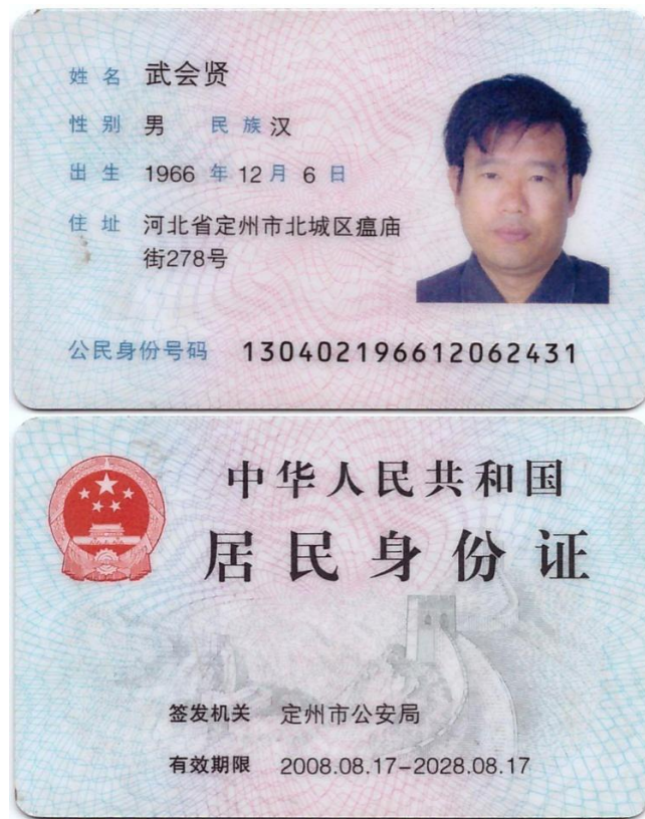 姓名 武会贤
性别 男 民族 汉
出生 1966 年 12 月 6 日
住址 河北省定州市北城区瘟庙
街278号
公民身份号码 130402196612062431
中华人民共和国
居民身份证
签发机关 定州市公安局
有效期限 2008.08.17-2028.08.17